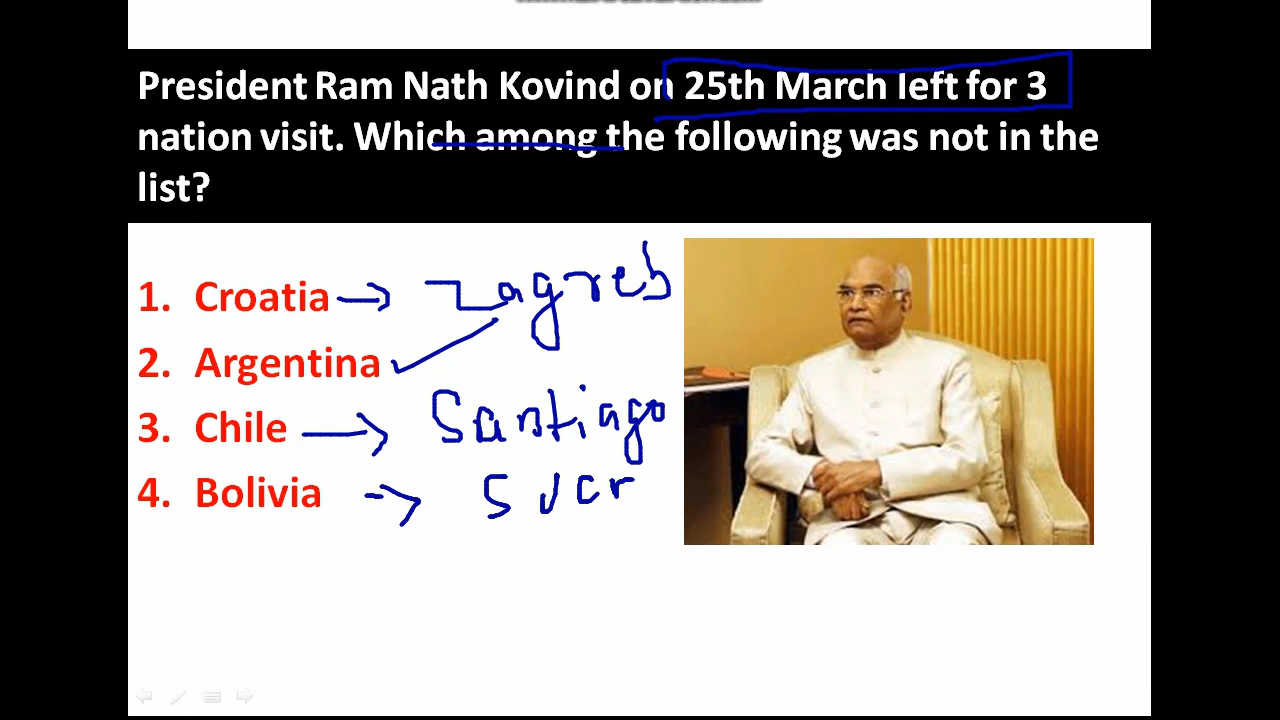 President Ram Nath Kovind on 25th March left for 3
nation visit. Which among the following was not in the
list?
1. Croatia → Zagreb
2. Argentina ✓
3. Chile → Santiago
4. Bolivia → Sucr